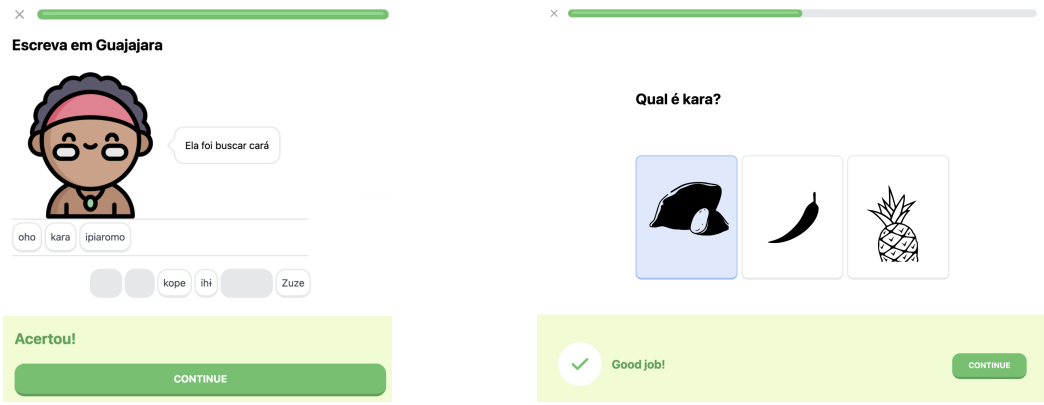 Escreva em Guajajara
Ela foi buscar cará
oho kara ipiaromo
kope ihɨ Zuze
Acertou!
CONTINUE
Qual é kara?
Good job!
CONTINUE